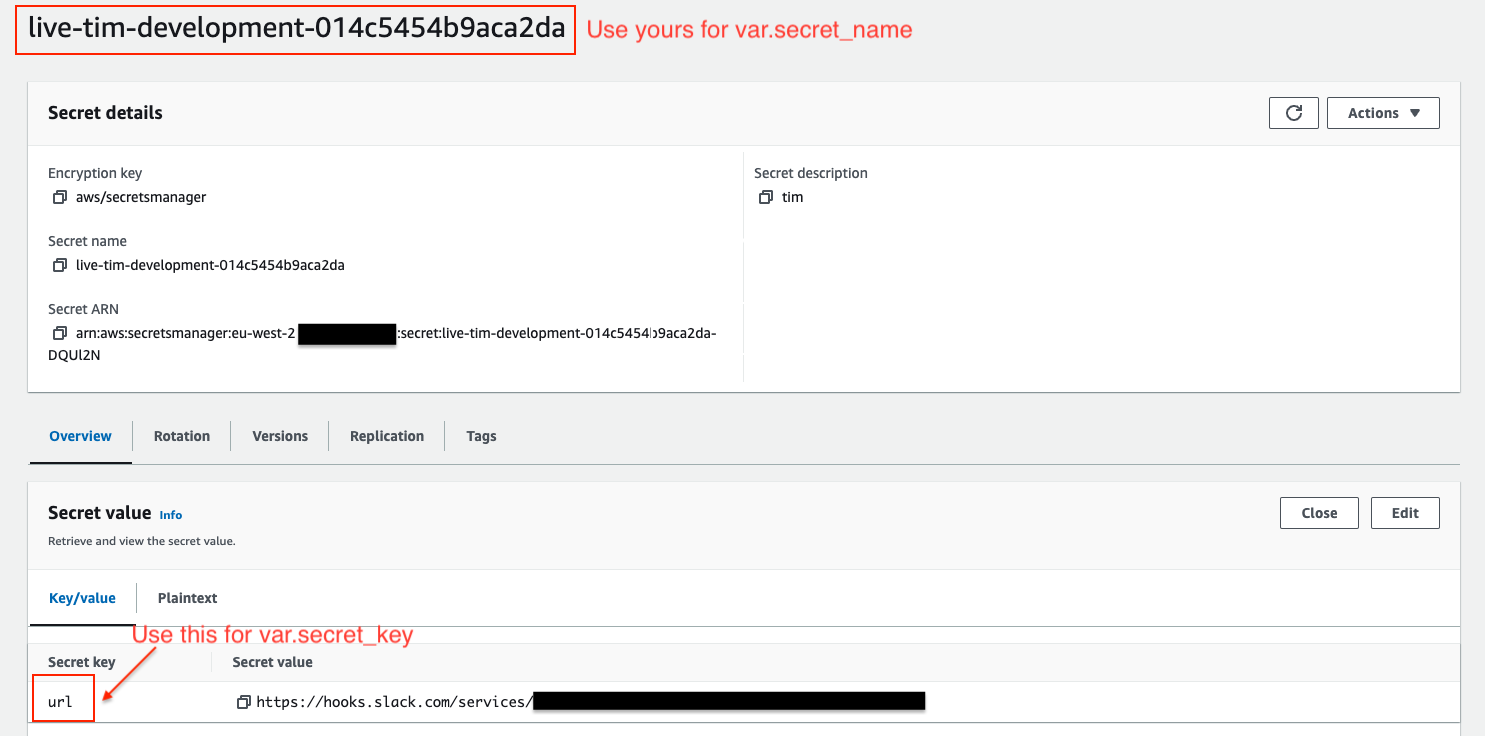 live-tim-development-014c5454b9aca2da Use yours for var.secret_name
Secret details
Actions
Encryption key
aws/secretsmanager
Secret description
tim
Secret name
live-tim-development-014c5454b9aca2da
Secret ARN
arn:aws:secretsmanager:eu-west-2 :secret:live-tim-development-014c5454b9aca2da-
DQUl2N
Overview Rotation Versions Replication Tags
Secret value Info
Close Edit
Retrieve and view the secret value.
Key/value Plaintext
Use this for var.secret_key
Secret key Secret value
url https://hooks.slack.com/services/